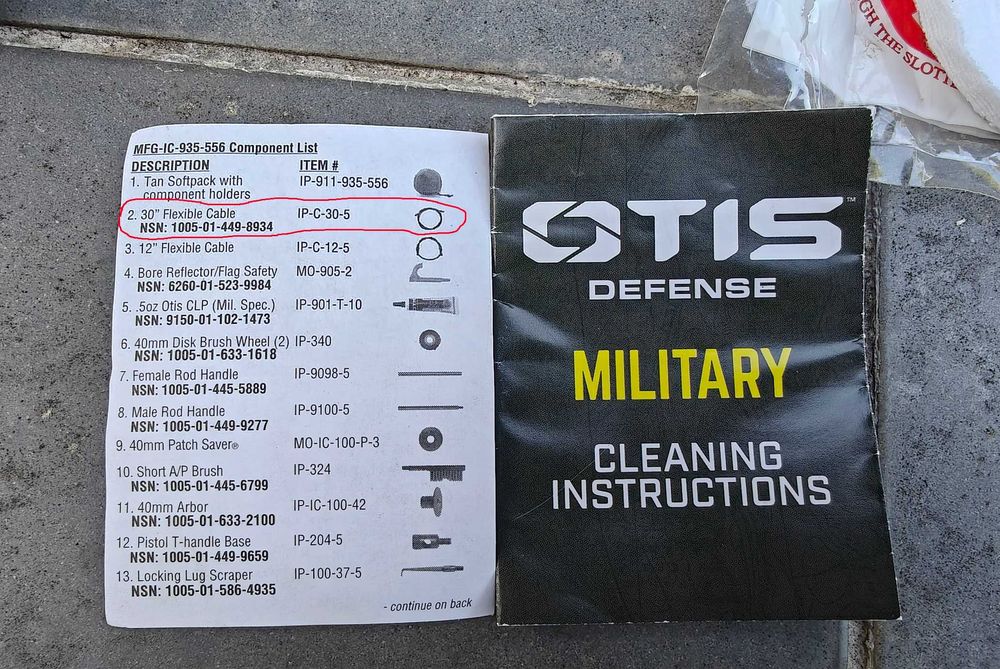 MFG-IC-935-556 Component List
DESCRIPTION ITEM #
1. Tan Softpack with IP-911-935-556
component holders
2. 30" Flexible Cable IP-C-30-5
NSN: 1005-01-449-8934
3. 12" Flexible Cable IP-C-12-5
4. Bore Reflector/Flag Safety MO-905-2
NSN: 6260-01-523-9984
5. .5oz Otis CLP (Mil. Spec.) IP-901-T-10
NSN: 9150-01-102-1473
6. 40mm Disk Brush Wheel (2) IP-340
NSN: 1005-01-633-1618
7. Female Rod Handle IP-9098-5
NSN: 1005-01-445-5889
8. Male Rod Handle IP-9100-5
NSN: 1005-01-449-9277
9. 40mm Patch Saver® MO-IC-100-P-3
10. Short A/P Brush IP-324
NSN: 1005-01-445-6799
11. 40mm Arbor IP-IC-100-42
NSN: 1005-01-633-2100
12. Pistol T-handle Base IP-204-5
NSN: 1005-01-449-9659
13. Locking Lug Scraper IP-100-37-5
NSN: 1005-01-586-4935
- continue on back
OTIS™
DEFENSE
MILITARY
CLEANING
INSTRUCTIONS
THE